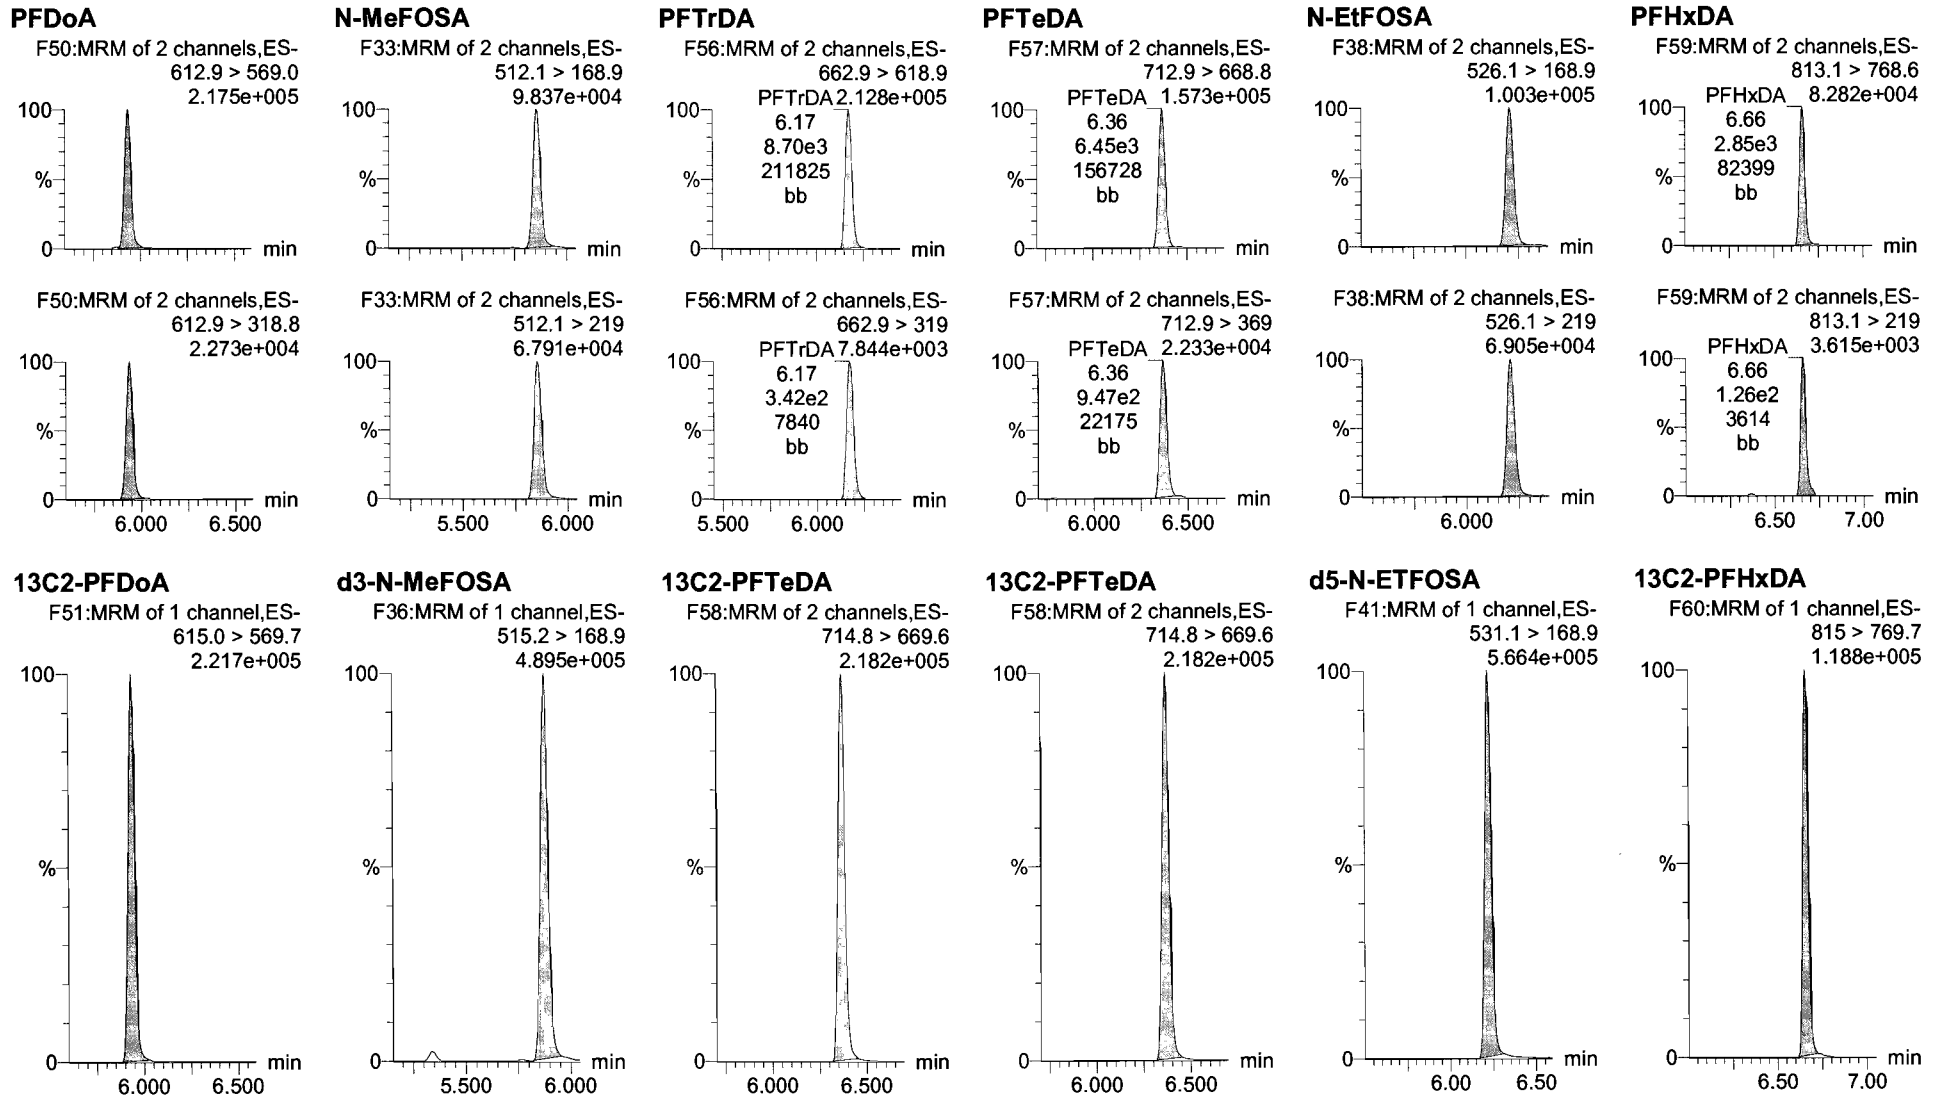 PFDoA
F50:MRM of 2 channels,ES-
612.9 > 569.0
2.175e+005
100
%
0
min
F50:MRM of 2 channels,ES-
612.9 > 318.8
2.273e+004
100
%
0
min
6.000 6.500
N-MeFOSA
F33:MRM of 2 channels,ES-
512.1 > 168.9
9.837e+004
100
%
0
min
F33:MRM of 2 channels,ES-
512.1 > 219
6.791e+004
100
%
0
min
5.500 6.000
PFTrDA
F56:MRM of 2 channels,ES-
662.9 > 618.9
PFTrDA 2.128e+005
100
6.17
8.70e3
211825
%
bb
0
min
F56:MRM of 2 channels,ES-
662.9 > 319
PFTrDA 7.844e+003
100
6.17
3.42e2
7840
%
bb
0
min
5.500 6.000
PFTeDA
F57:MRM of 2 channels,ES-
712.9 > 668.8
PFTeDA 1.573e+005
100
6.36
6.45e3
156728
%
bb
0
min
F57:MRM of 2 channels,ES-
712.9 > 369
PFTeDA 2.233e+004
100
6.36
9.47e2
22175
%
bb
0
min
6.000 6.500
N-EtFOSA
F38:MRM of 2 channels,ES-
526.1 > 168.9
1.003e+005
100
%
0
min
F38:MRM of 2 channels,ES-
526.1 > 219
6.905e+004
100
%
0
min
6.000
PFHxDA
F59:MRM of 2 channels,ES-
813.1 > 768.6
PFHxDA 8.282e+004
100
6.66
2.85e3
82399
%
bb
0
min
F59:MRM of 2 channels,ES-
813.1 > 219
PFHxDA 3.615e+003
100
6.66
1.26e2
3614
%
bb
0
min
6.50 7.00
13C2-PFDoA
F51:MRM of 1 channel,ES-
615.0 > 569.7
2.217e+005
100
%
0
min
6.000 6.500
d3-N-MeFOSA
F36:MRM of 1 channel,ES-
515.2 > 168.9
4.895e+005
100
%
0
min
5.500 6.000
13C2-PFTeDA
F58:MRM of 2 channels,ES-
714.8 > 669.6
2.182e+005
100
%
0
min
6.000 6.500
13C2-PFTeDA
F58:MRM of 2 channels,ES-
714.8 > 669.6
2.182e+005
100
%
0
min
6.000 6.500
d5-N-ETFOSA
F41:MRM of 1 channel,ES-
531.1 > 168.9
5.664e+005
100
%
0
min
6.00 6.50
13C2-PFHxDA
F60:MRM of 1 channel,ES-
815 > 769.7
1.188e+005
100
%
0
min
6.50 7.00